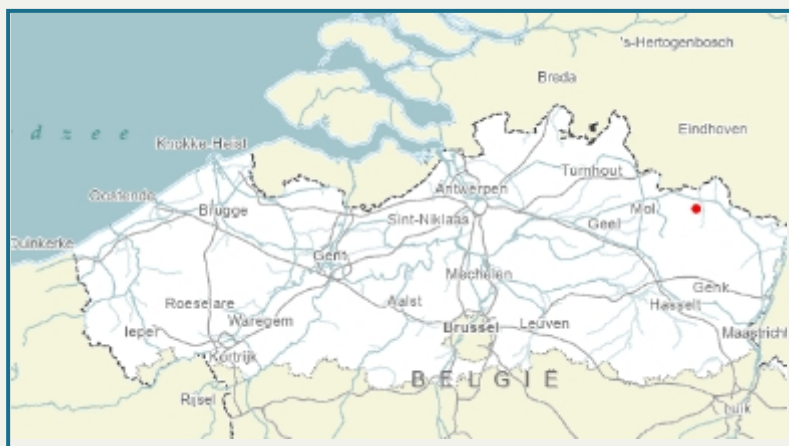 's-Hertogenbosch
Breda
d z e e
Eindhoven
Knokke-Heist
Turnhout
Antwerpen
Oostende
Brugge
Mol
Sint-Niklaas
Geel
Duinkerke
Gent
Mechelen
Genk
Roeselare
Aalst
Hasselt
Ieper
Waregem
Brussel
Leuven
Maastricht
Kortrijk
BELGIË
Rijsel
Luik